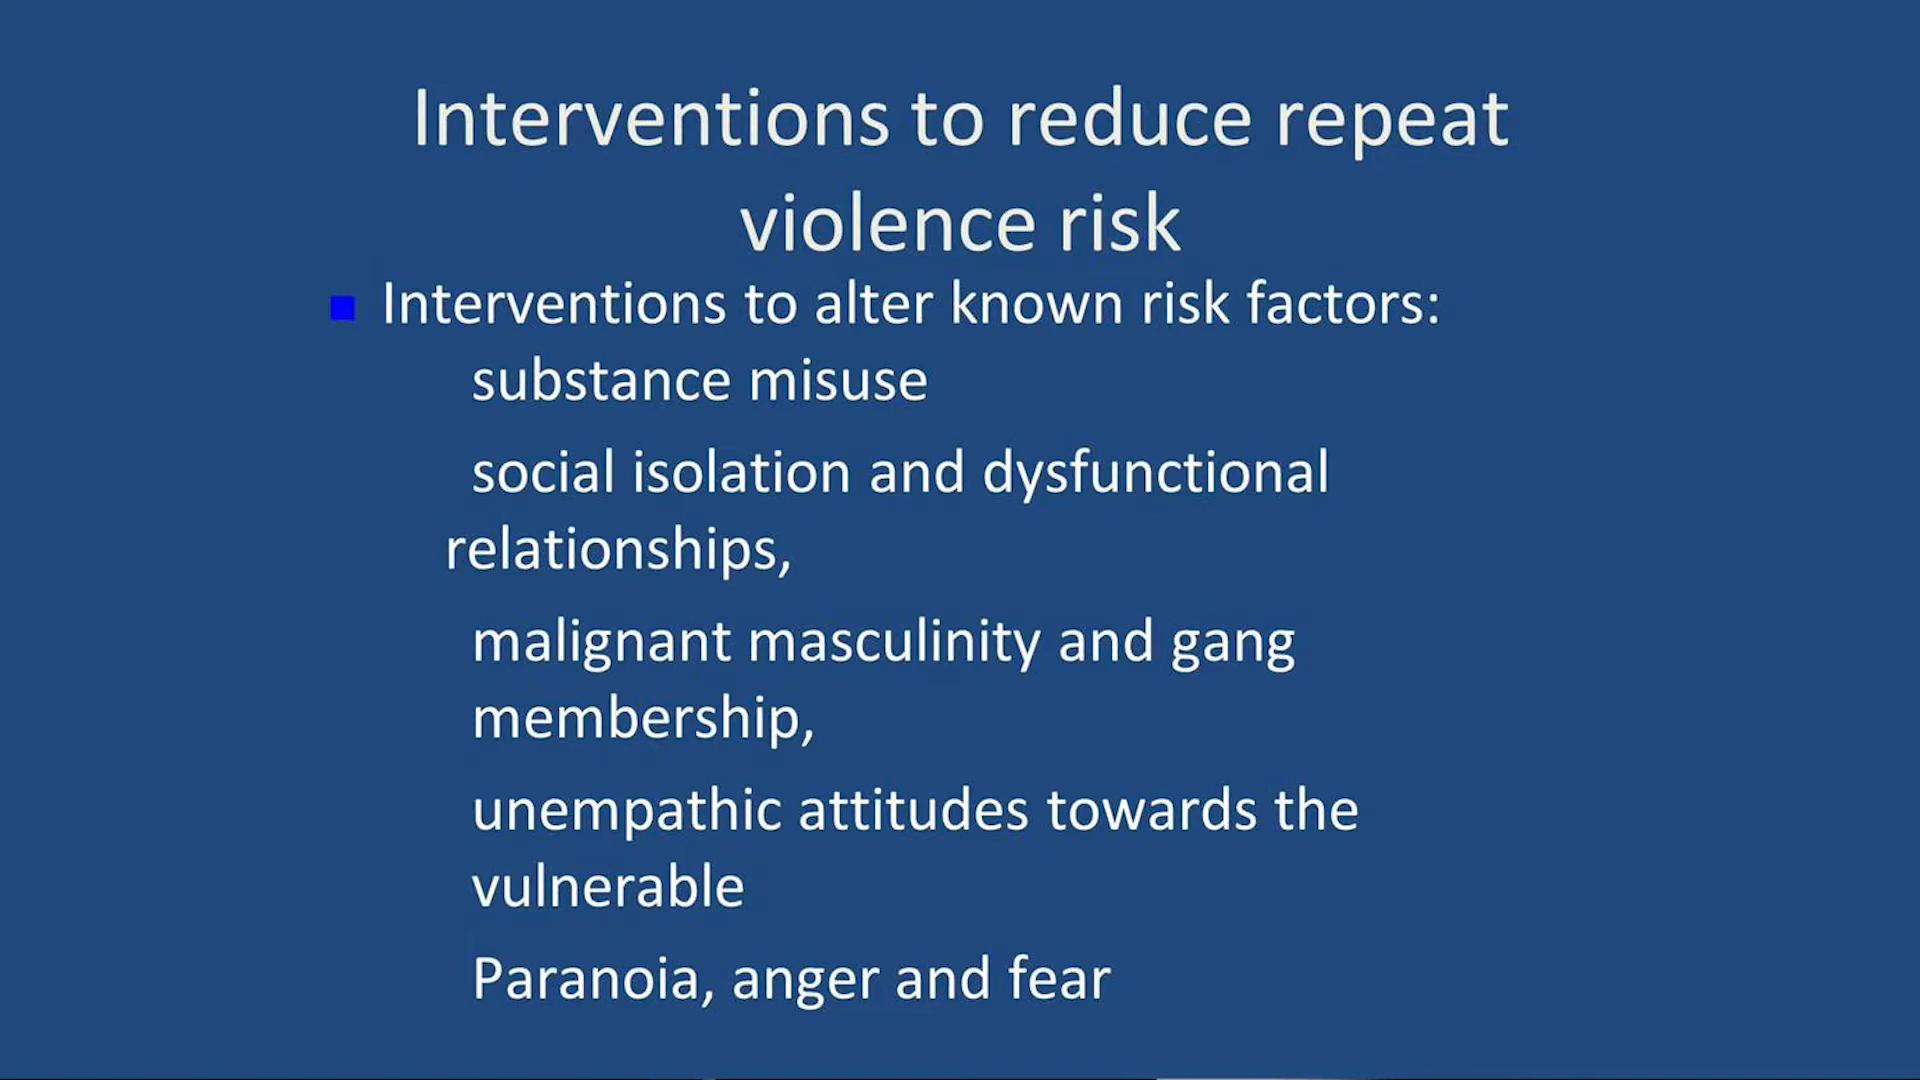 Interventions to reduce repeat
violence risk
Interventions to alter known risk factors:
substance misuse
social isolation and dysfunctional
relationships,
malignant masculinity and gang
membership,
unempathic attitudes towards the
vulnerable
Paranoia, anger and fear